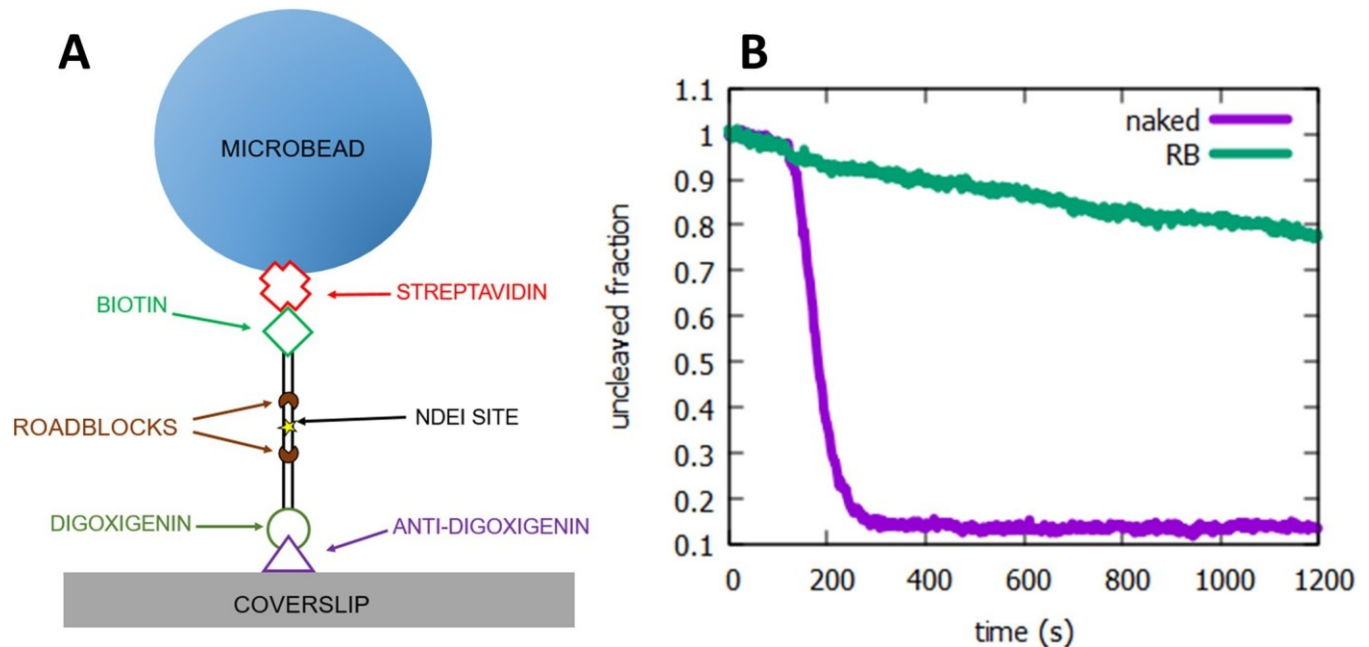 A
MICROBEAD
STREPTAVIDIN
BIOTIN
ROADBLOCKS
NDEI SITE
DIGOXIGENIN
ANTI-DIGOXIGENIN
COVERSLIP
B
1.1
1
0.9
0.8
0.7
0.6
0.5
0.4
0.3
0.2
0.1
uncleaved fraction
naked
RB
0 200 400 600 800 1000 1200
time (s)